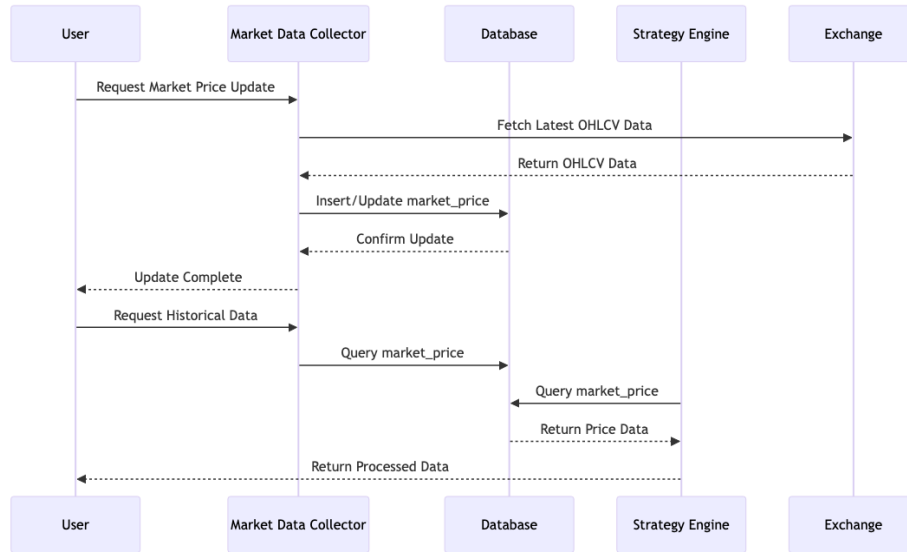 User
Market Data Collector
Database
Strategy Engine
Exchange
Request Market Price Update
Fetch Latest OHLCV Data
Return OHLCV Data
Insert/Update market_price
Confirm Update
Update Complete
Request Historical Data
Query market_price
Query market_price
Return Price Data
Return Processed Data
User
Market Data Collector
Database
Strategy Engine
Exchange